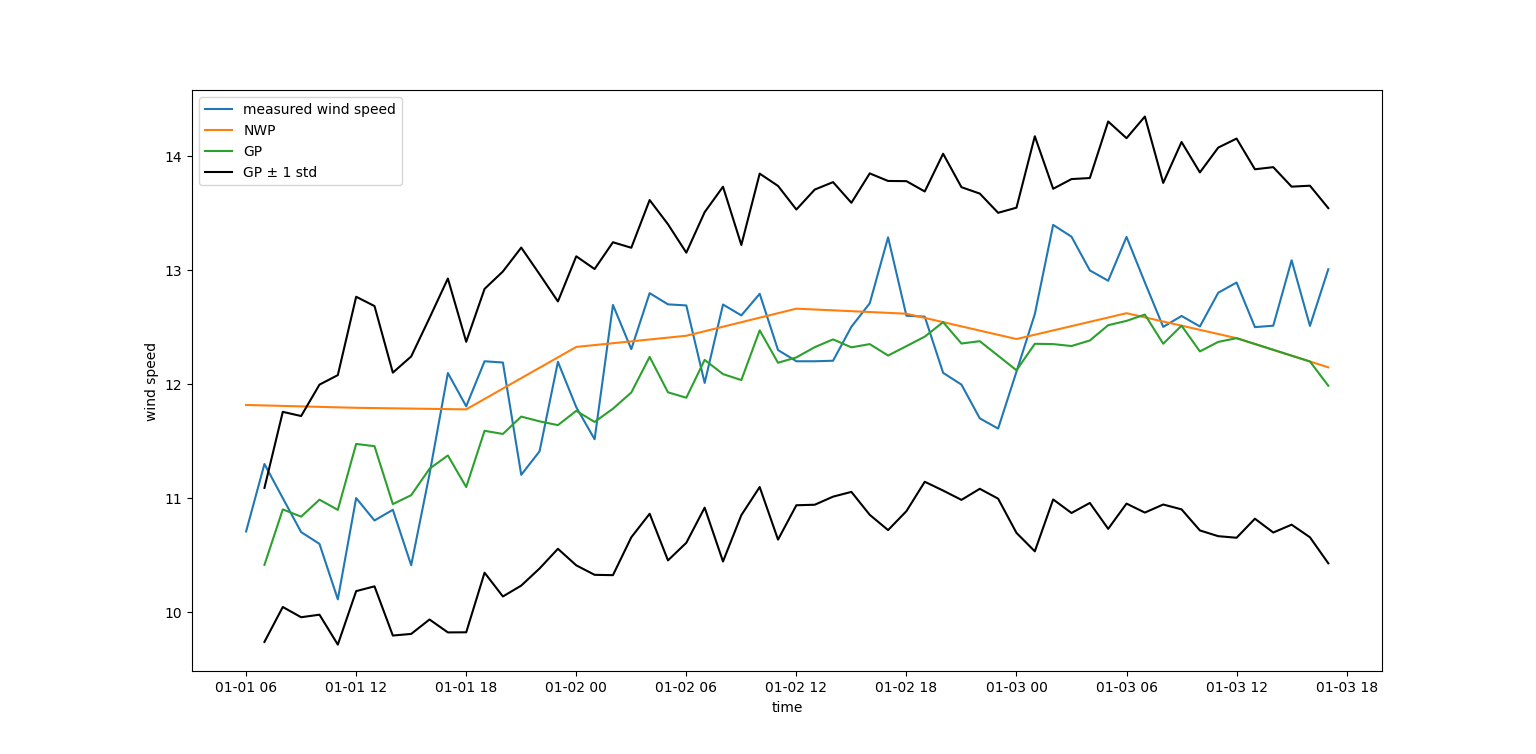 measured wind speed
NWP
GP
GP ± 1 std
14
13
12
11
10
wind speed
01-01 06
01-01 12
01-01 18
01-02 00
01-02 06
01-02 12
01-02 18
01-03 00
01-03 06
01-03 12
01-03 18
time